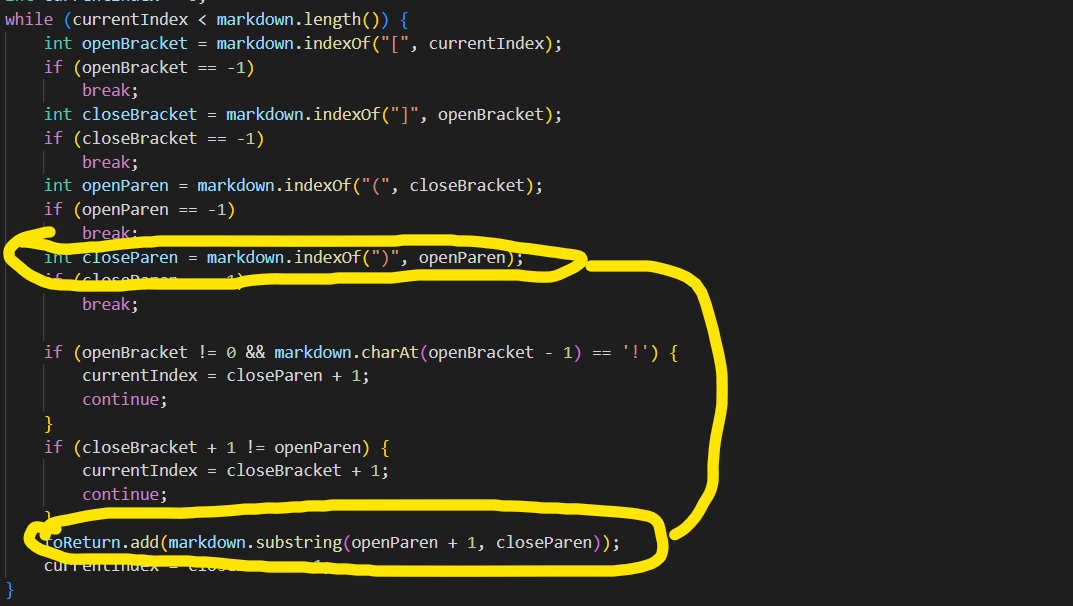 while (currentIndex < markdown.length()) {
int openBracket = markdown.indexOf("[", currentIndex);
if (openBracket == -1)
break;
int closeBracket = markdown.indexOf("]", openBracket);
if (closeBracket == -1)
break;
int openParen = markdown.indexOf("(", closeBracket);
if (openParen == -1)
break;
int closeParen = markdown.indexOf(")", openParen);
if (closeParen 1)
break;
if (openBracket != 0 && markdown.charAt(openBracket - 1) == '!') {
currentIndex = closeParen + 1;
continue;
}
if (closeBracket + 1 != openParen) {
currentIndex = closeBracket + 1;
continue;
}
toReturn.add(markdown.substring(openParen + 1, closeParen));
currentIndex = 1;
}